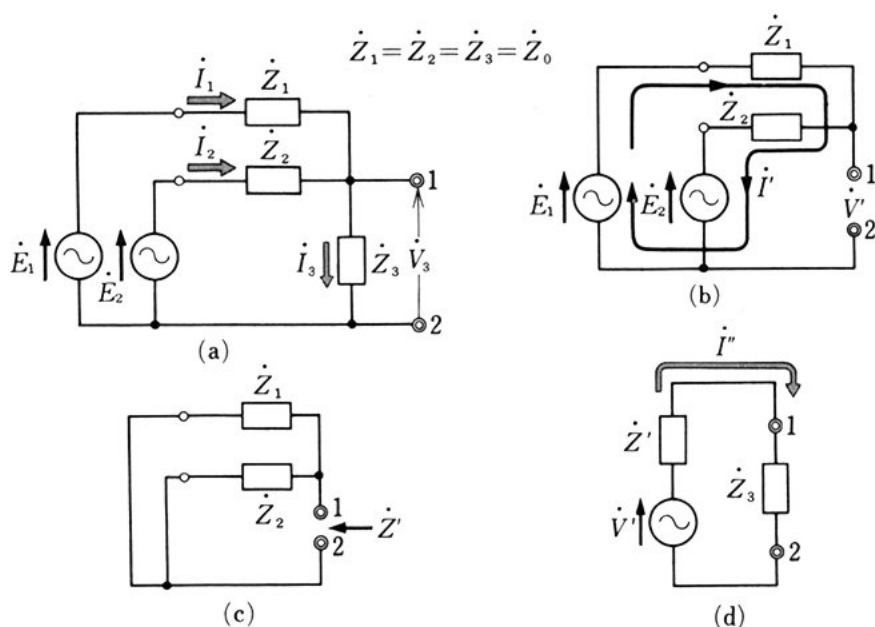 Ż₁=Ż₂=Ż₃=Ż₀
İ₁ Ż₁
İ₂ Ż₂
1
Ė₁ Ė₂ İ₃ Ż₃ V̇₃
2
(a)
Ż₁
Ż₂
1
Ė₁ Ė₂ İ′ V̇′
2
(b)
Ż₁
Ż₂
1
Ż′
2
(c)
İ″
Ż′ 1
Ż₃
V̇′
2
(d)